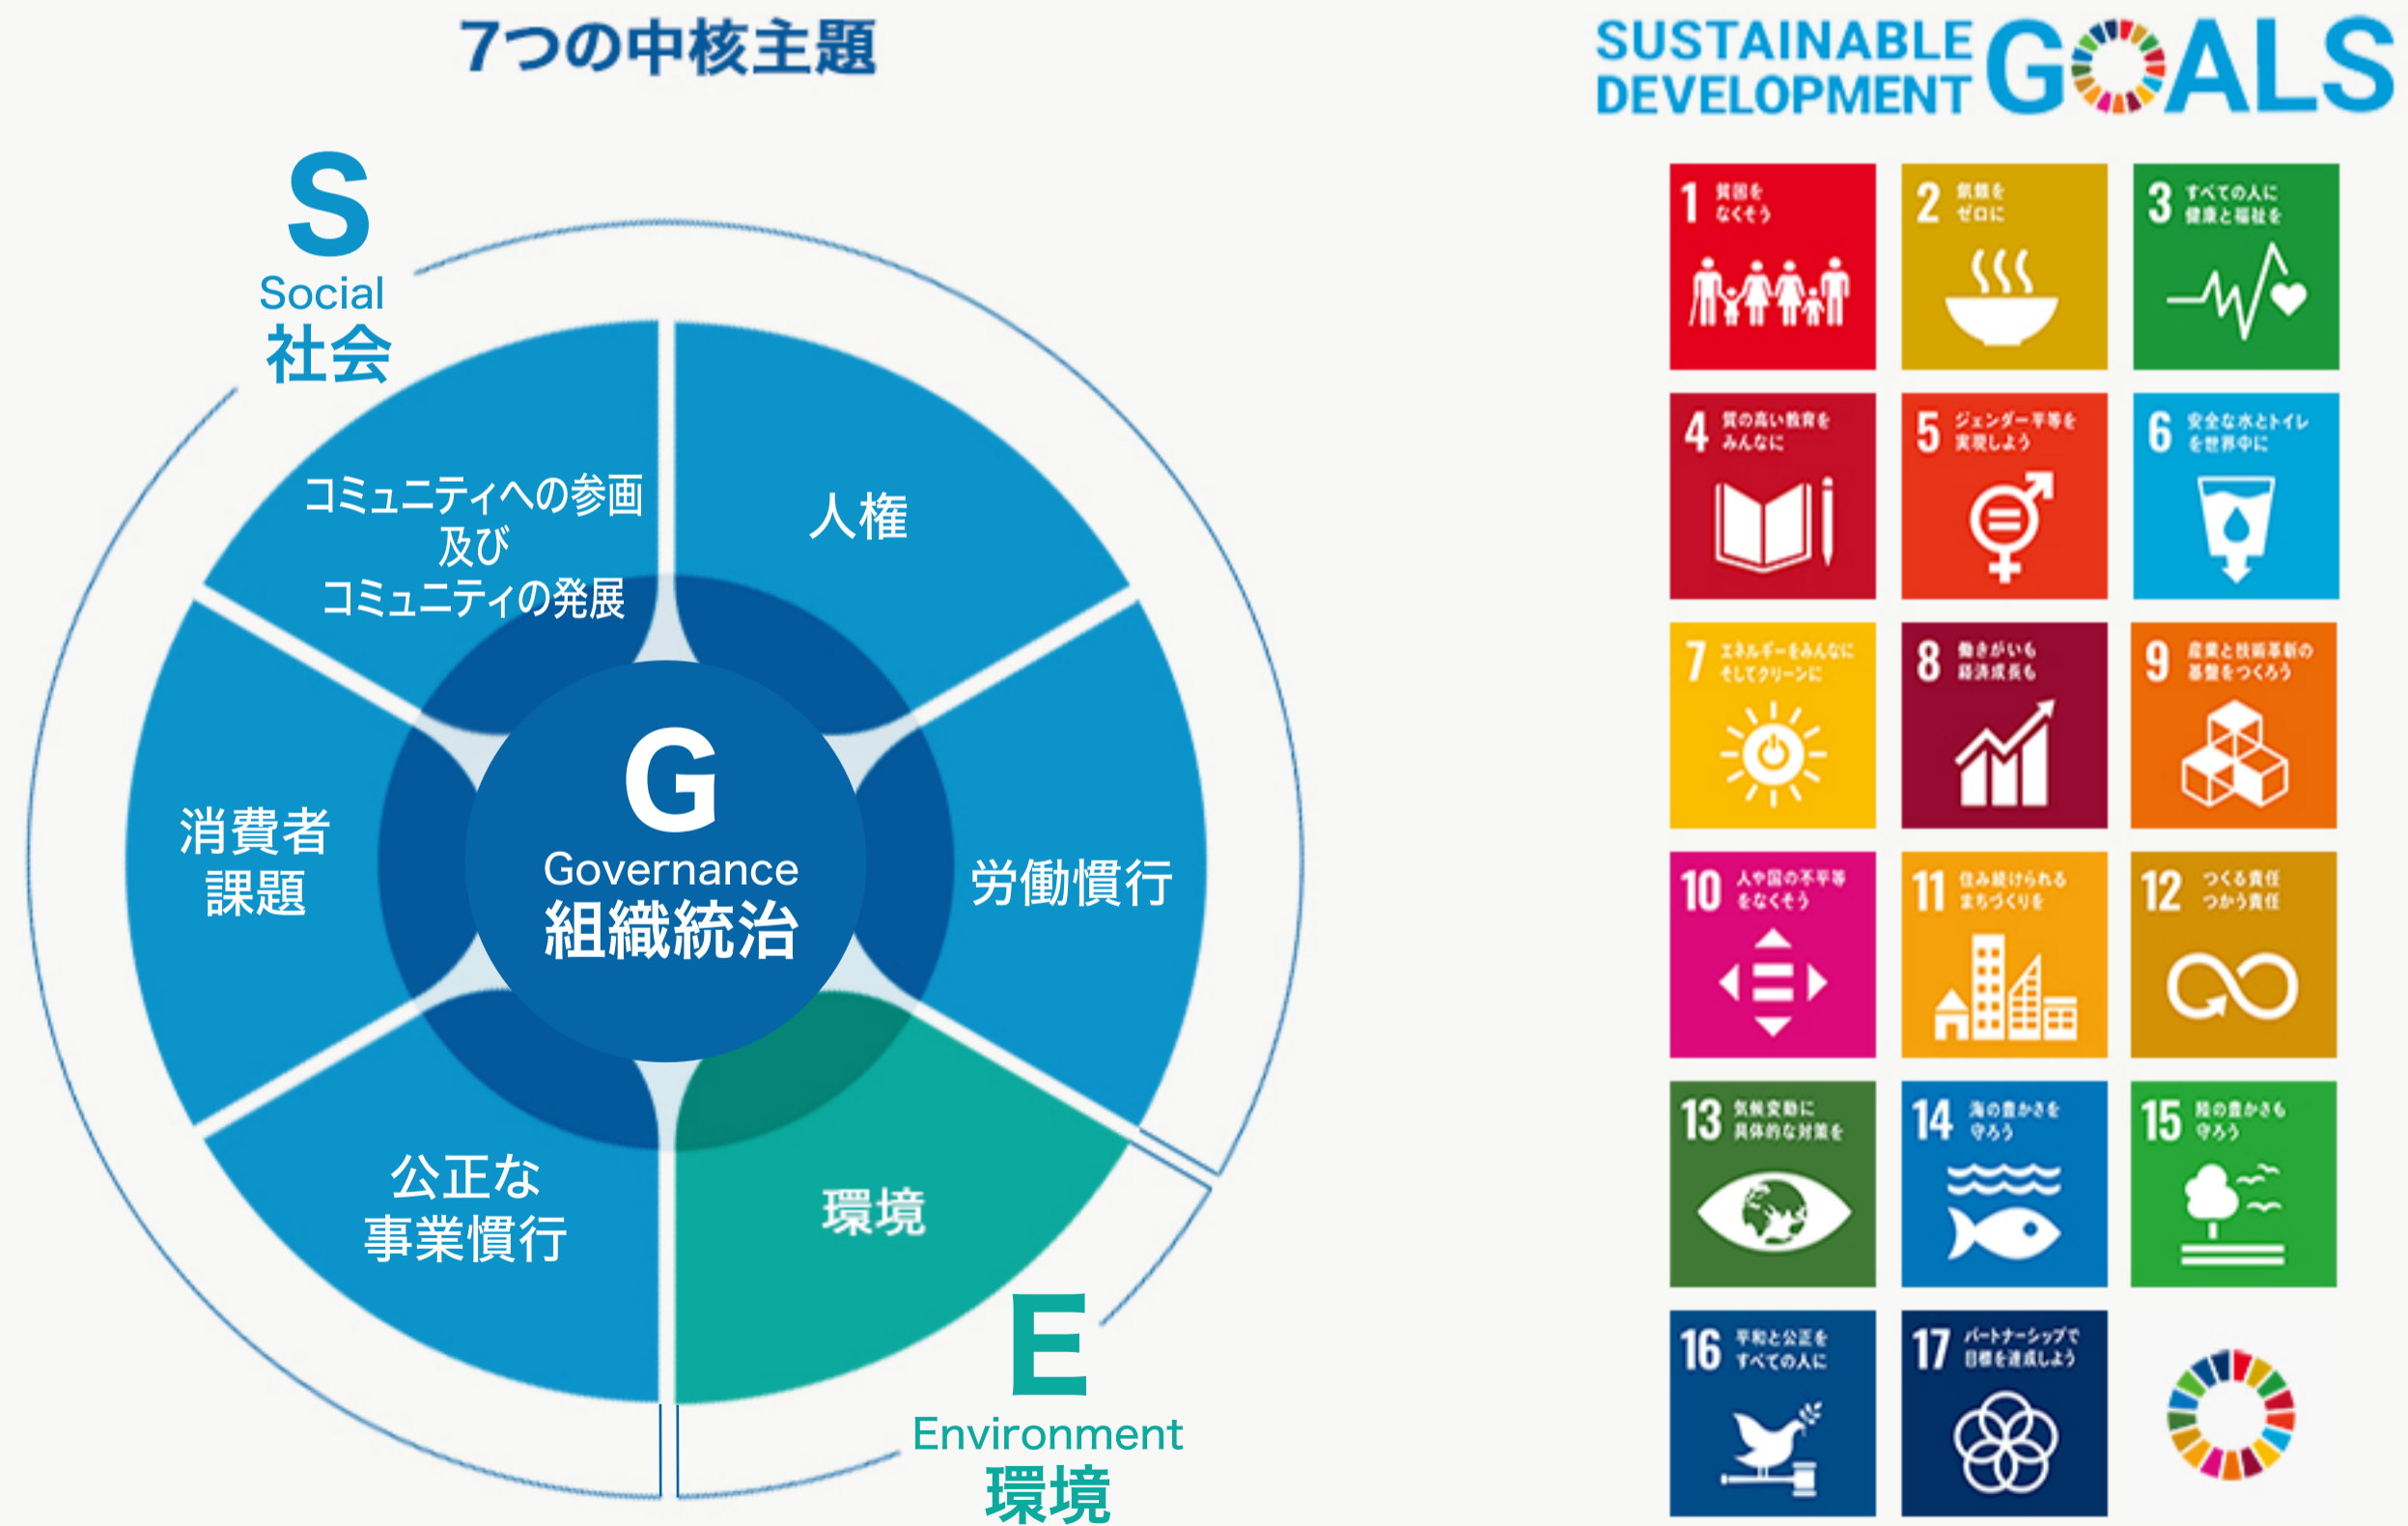 7つの中核主題
S
Social
社会
コミュニティへの参画
及び
コミュニティの発展
人権
消費者
課題
G
Governance
組織統治
労働慣行
公正な
事業慣行
環境
E
Environment
環境
SUSTAINABLE
DEVELOPMENT
GOALS
1 貧困を
なくそう
2 飢餓を
ゼロに
3 すべての人に
健康と福祉を
4 質の高い教育を
みんなに
5 ジェンダー平等を
実現しよう
6 安全な水とトイレ
を世界中に
7 エネルギーをみんなに
そしてクリーンに
8 働きがいも
経済成長も
9 産業と技術革新の
基盤をつくろう
10 人や国の不平等
をなくそう
11 住み続けられる
まちづくりを
12 つくる責任
つかう責任
13 気候変動に
具体的な対策を
14 海の豊かさを
守ろう
15 陸の豊かさも
守ろう
16 平和と公正を
すべての人に
17 パートナーシップで
目標を達成しよう